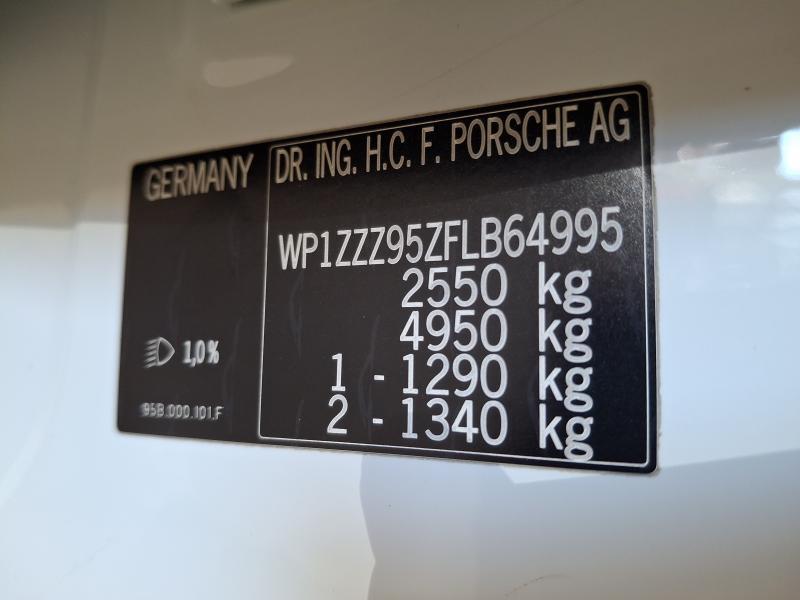 GERMANY
DR. ING. H.C. F. PORSCHE AG
WP1ZZZ95ZFLB64995
2550 kg
4950 kg
1 - 1290 kg
2 - 1340 kg
1,0%
95B.000.101.F